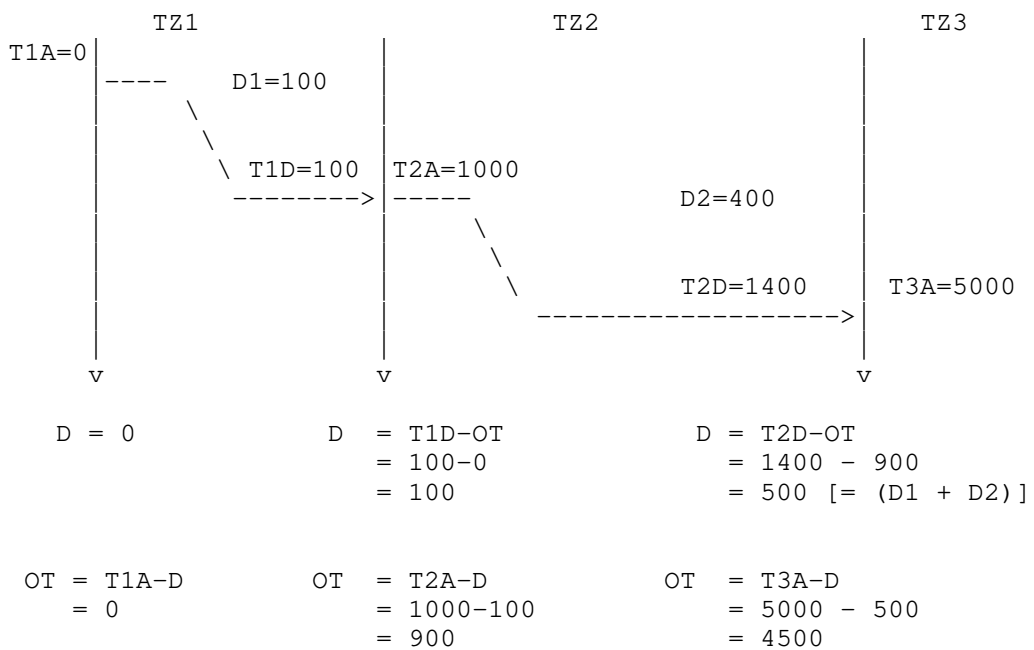 TZ1 TZ2 TZ3
T1A=0
---- D1=100
T1D=100 T2A=1000
--------> ----- D2=400
T2D=1400 T3A=5000
------------------->
v v v
D = 0 D = T1D-OT D = T2D-OT
= 100-0 = 1400 - 900
= 100 = 500 [= (D1 + D2)]
OT = T1A-D OT = T2A-D OT = T3A-D
= 0 = 1000-100 = 5000 - 500
= 900 = 4500